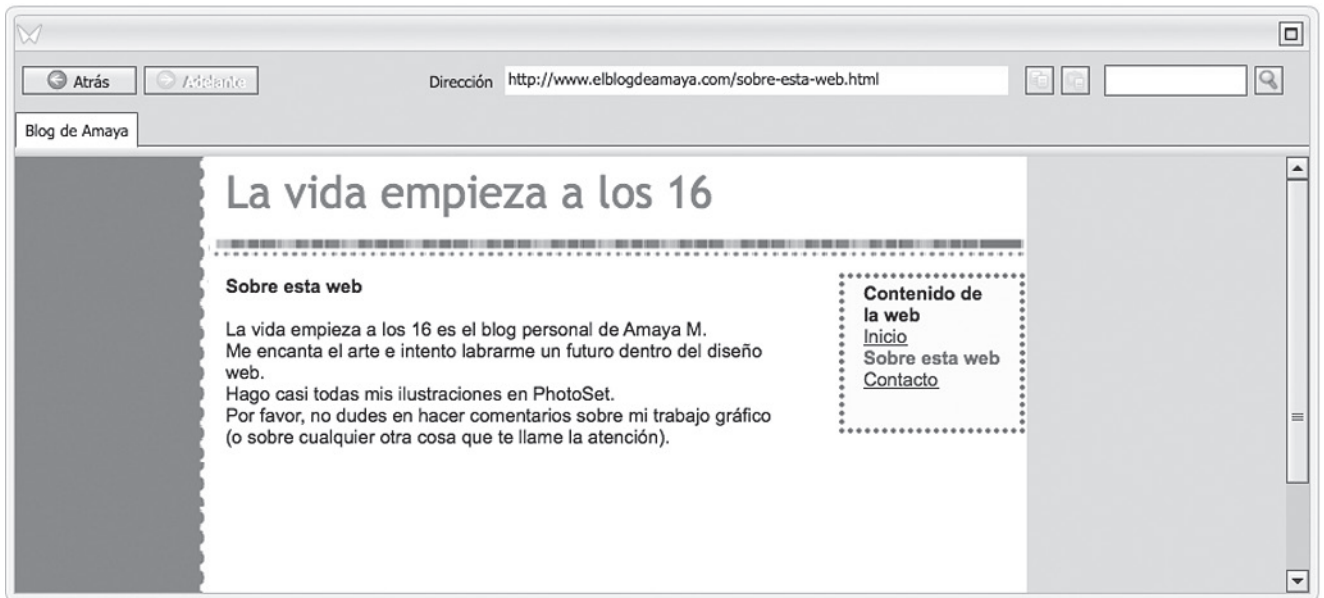 Atrás
Adelante
Dirección http://www.elblogdeamaya.com/sobre-esta-web.html
Blog de Amaya
La vida empieza a los 16
Sobre esta web
La vida empieza a los 16 es el blog personal de Amaya M.
Me encanta el arte e intento labrarme un futuro dentro del diseño
web.
Hago casi todas mis ilustraciones en PhotoSet.
Por favor, no dudes en hacer comentarios sobre mi trabajo gráfico
(o sobre cualquier otra cosa que te llame la atención).
Contenido de
la web
Inicio
Sobre esta web
Contacto